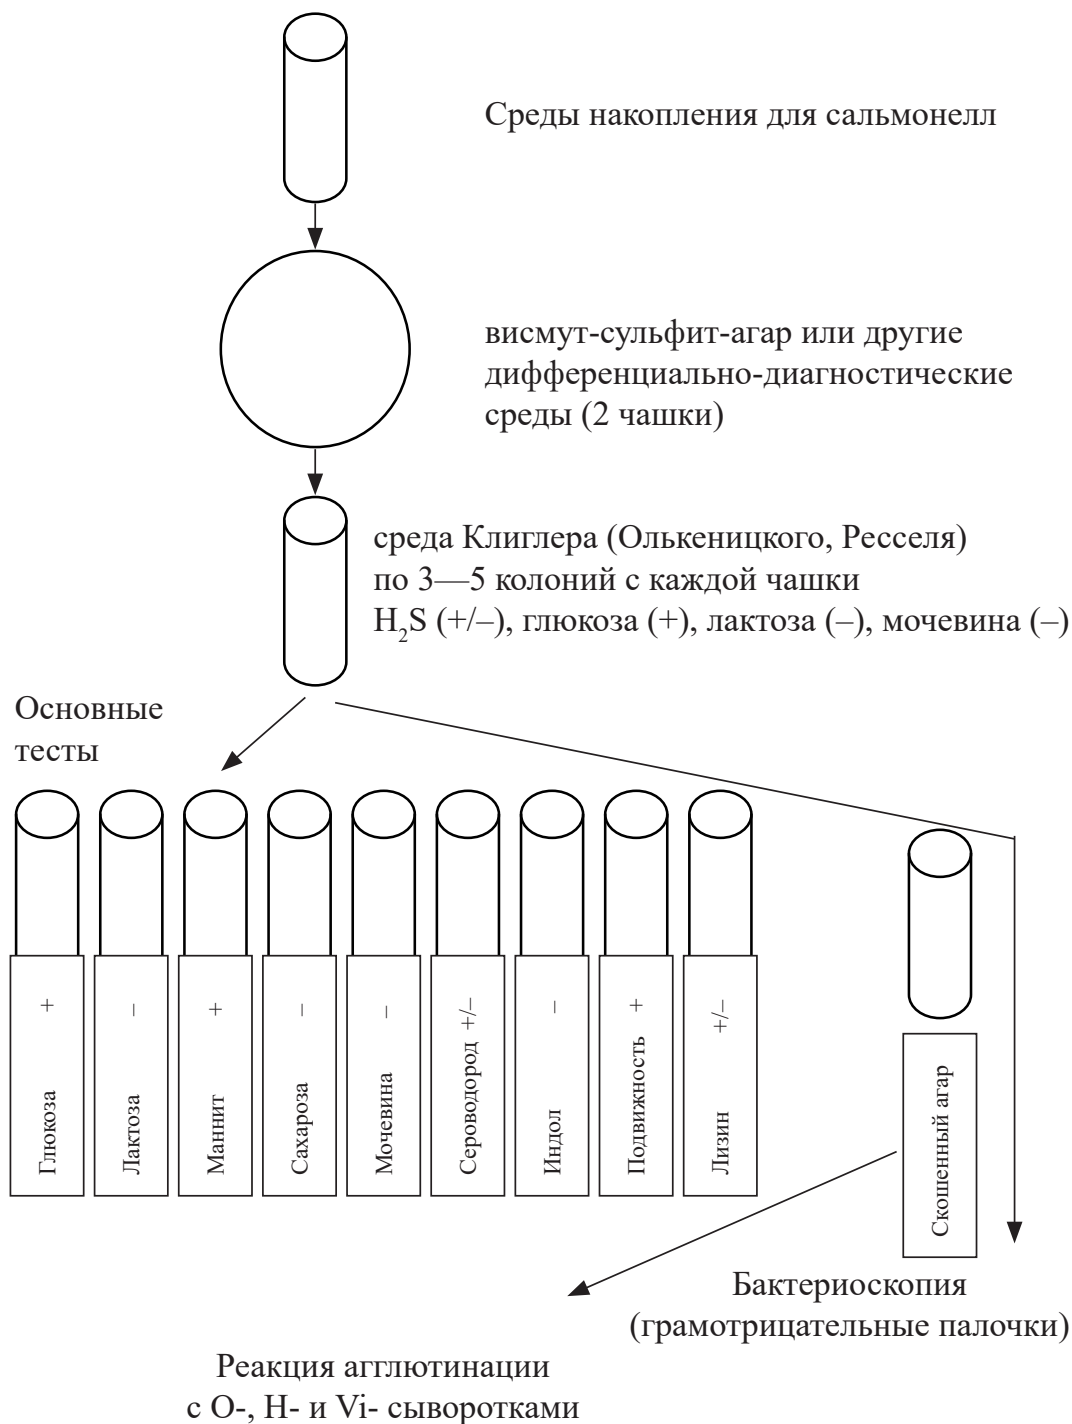 Среды накопления для сальмонелл
висмут-сульфит-агар или другие
дифференциально-диагностические
среды (2 чашки)
среда Клиглера (Олькеницкого, Ресселя)
по 3—5 колоний с каждой чашки
H₂S (+/–), глюкоза (+), лактоза (–), мочевина (–)
Основные
тесты
Глюкоза +
Лактоза –
Маннит +
Сахароза –
Мочевина –
Сероводород +/–
Индол –
Подвижность +
Лизин +/–
Скошенный агар
Бактериоскопия
(грамотрицательные палочки)
Реакция агглютинации
с О-, Н- и Vi- сыворотками